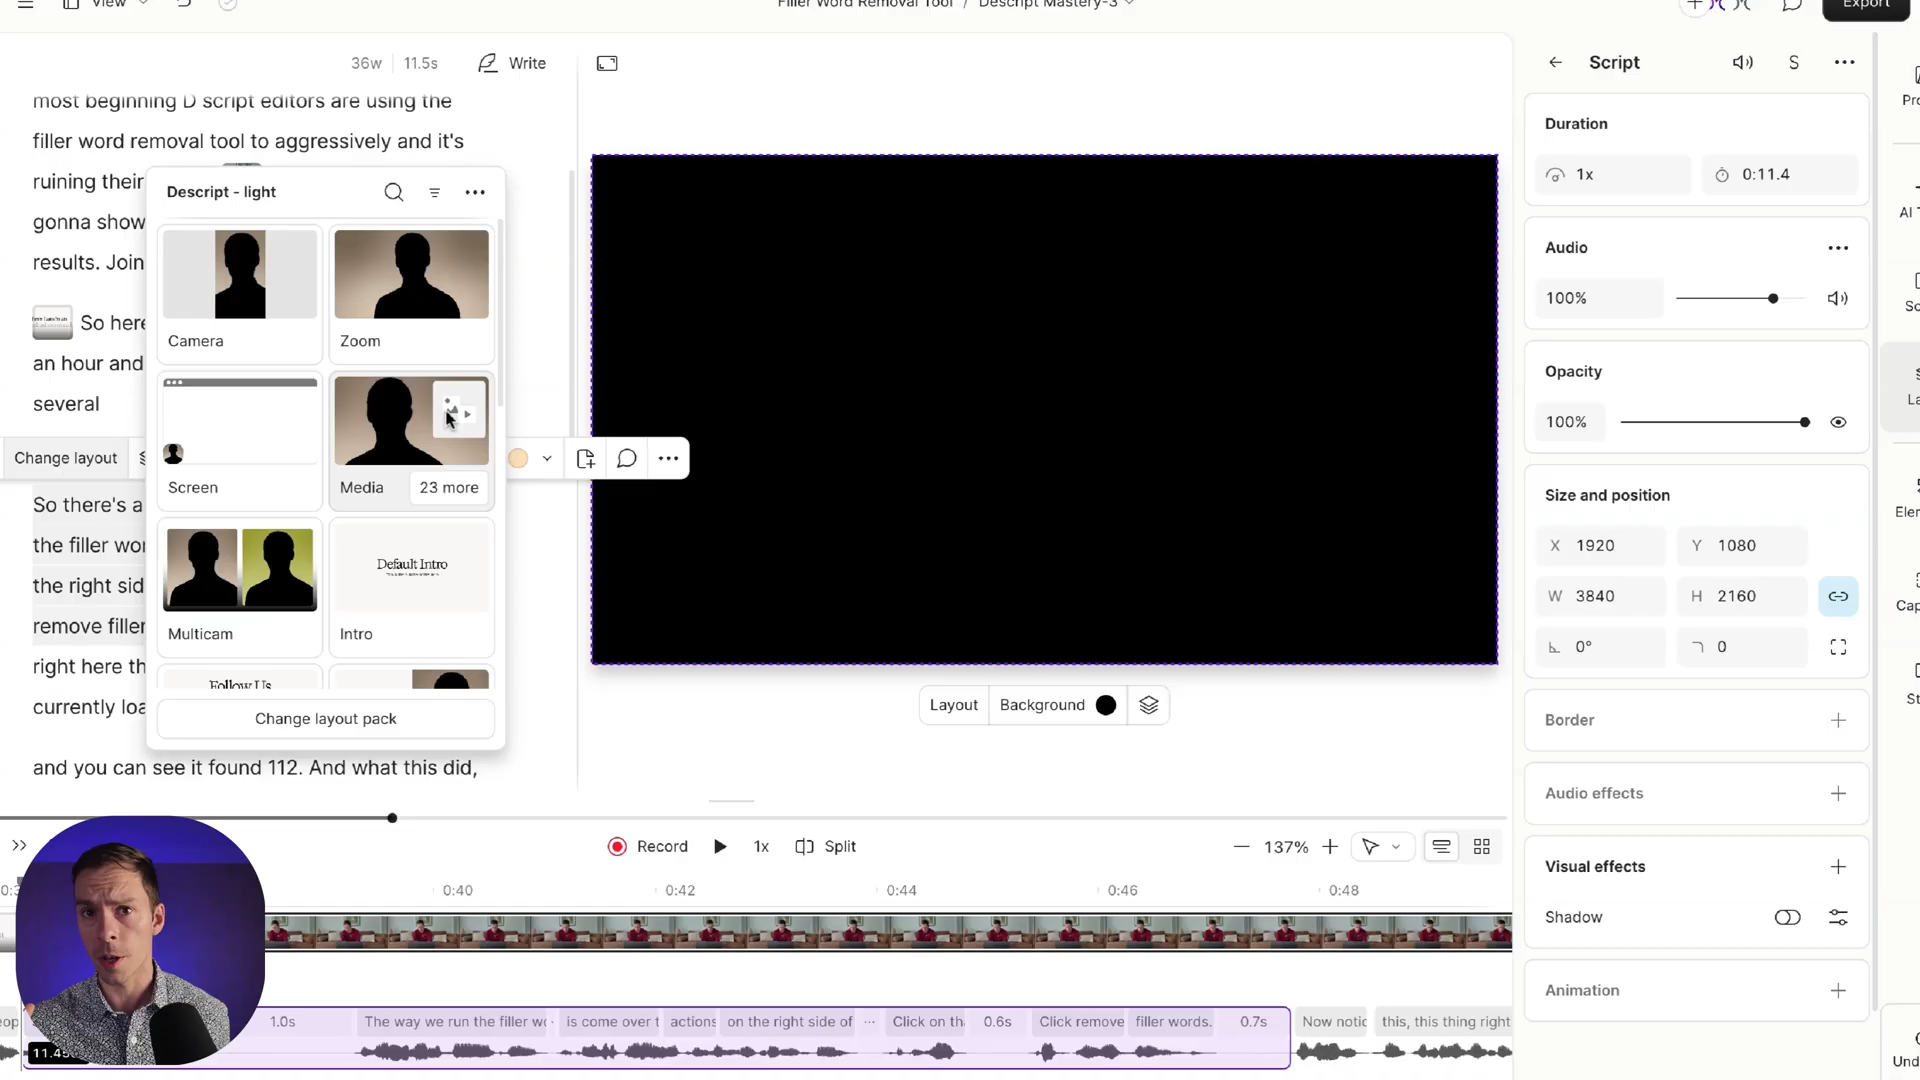 View
Filler Word Removal Tool / Descript Mastery-3
Export
36w 11.5s Write
most beginning D script editors are using the
filler word removal tool to aggressively and it's
ruining their
gonna show
results. Join
So here
an hour and
several
Change layout
So there's a
the filler wor
the right sid
remove filler
right here th
currently loa
and you can see it found 112. And what this did,
Descript - light
Camera
Zoom
Screen
Media 23 more
Multicam
Default Intro
Intro
Follow Us
Change layout pack
Layout Background
Script S
Duration
1x 0:11.4
Audio
100%
Opacity
100%
Size and position
X 1920 Y 1080
W 3840 H 2160
0° 0
Border
Audio effects
Visual effects
Shadow
Animation
Pro
AI T
Sc
La
Elem
Cap
St
Und
Record 1x Split
137%
0:40 0:42 0:44 0:46 0:48
1.0s The way we run the filler wo is come over t actions on the right side of ... Click on th 0.6s Click remove filler words. 0.7s Now notic this, this thing right